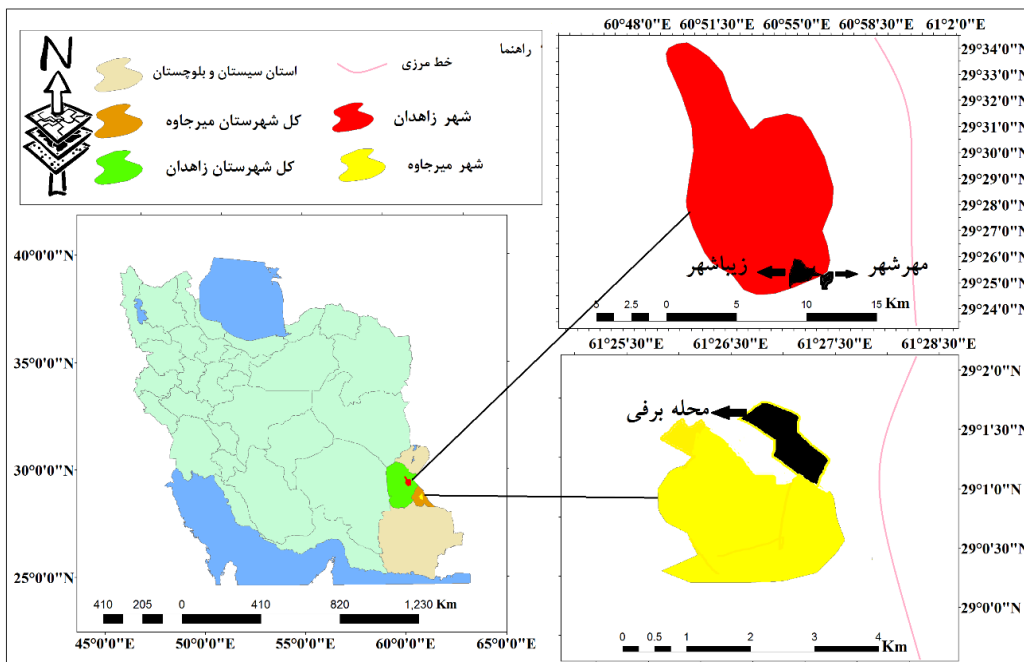 راهنما
N
استان سیستان و بلوچستان
خط مرزی
کل شهرستان میرجاوه
شهر زاهدان
کل شهرستان زاهدان
شهر میرجاوه
60°48'0"E 60°51'30"E 60°55'0"E 60°58'30"E 61°2'0"E
29°34'0"N
29°33'0"N
29°32'0"N
29°31'0"N
29°30'0"N
29°29'0"N
29°28'0"N
29°27'0"N
29°26'0"N
29°25'0"N
29°24'0"N
زیباشهر
مهرشهر
5 2.5 0 5 10 15 Km
40°0'0"N
35°0'0"N
30°0'0"N
25°0'0"N
410 205 0 410 820 1,230 Km
45°0'0"E 50°0'0"E 55°0'0"E 60°0'0"E 65°0'0"E
61°25'30"E 61°26'30"E 61°27'30"E 61°28'30"E
29°2'0"N
29°1'30"N
29°1'0"N
29°0'30"N
29°0'0"N
محله برفی
0 0.5 1 2 3 4 Km